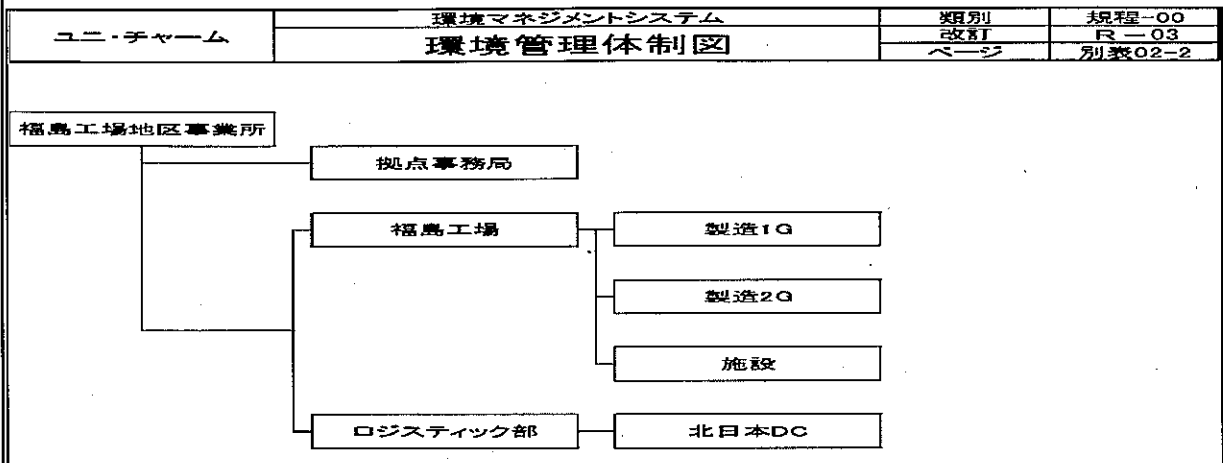 ユニ・チャーム
環境マネジメントシステム
環境管理体制図
類別 規程-00
改訂 R-03
ページ 別表02-2
福島工場地区事業所
拠点事務局
福島工場
製造1G
製造2G
施設
ロジスティック部
北日本DC